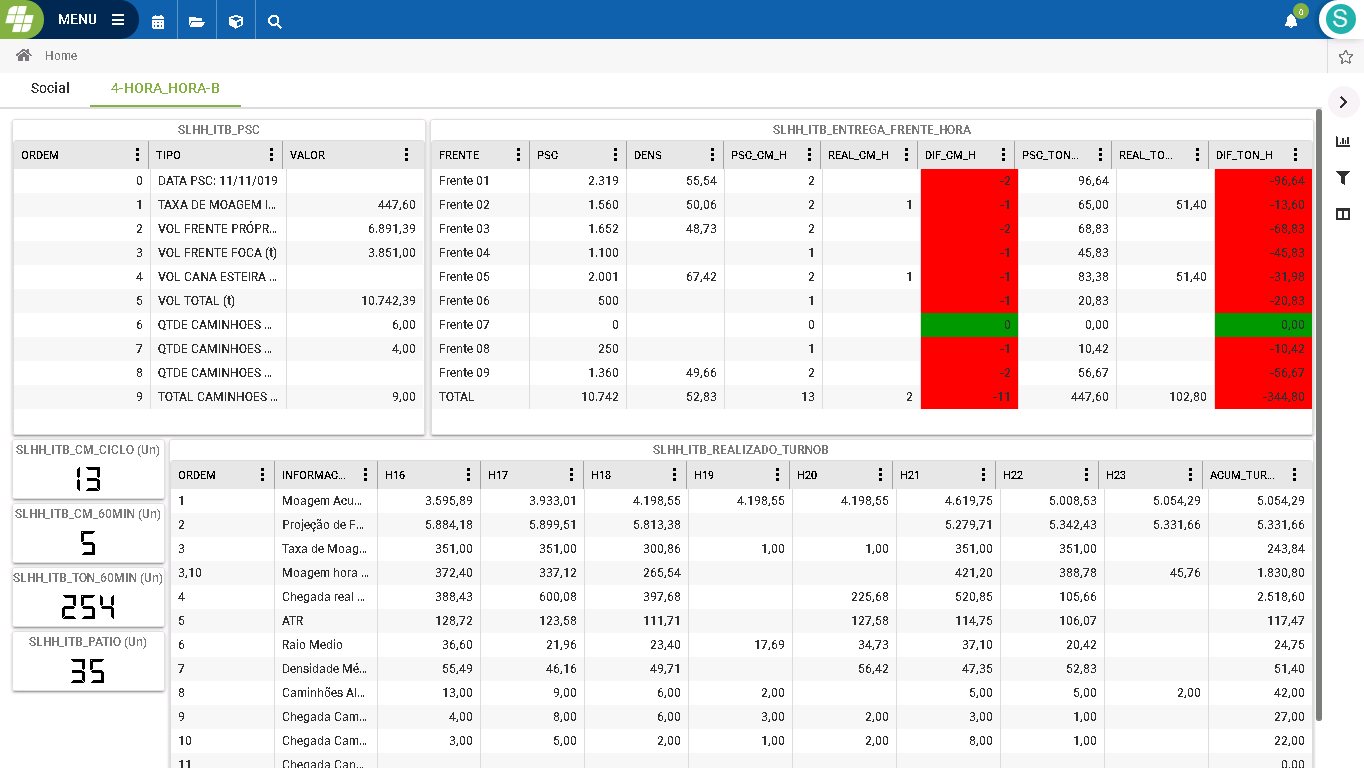 MENU
0
S
Home
Social 4-HORA_HORA-B
SLHH_ITB_PSC
ORDEM TIPO VALOR
0 DATA PSC: 11/11/019
1 TAXA DE MOAGEM I... 447,60
2 VOL FRENTE PRÓPR... 6.891,39
3 VOL FRENTE FOCA (t) 3.851,00
4 VOL CANA ESTEIRA ...
5 VOL TOTAL (t) 10.742,39
6 QTDE CAMINHOES ... 6,00
7 QTDE CAMINHOES ... 4,00
8 QTDE CAMINHOES ...
9 TOTAL CAMINHOES ... 9,00
SLHH_ITB_ENTREGA_FRENTE_HORA
FRENTE PSC DENS PSC_CM_H REAL_CM_H DIF_CM_H PSC_TON... REAL_TO... DIF_TON_H
Frente 01 2.319 55,54 2 -2 96,64 -96,64
Frente 02 1.560 50,06 2 1 -1 65,00 51,40 -13,60
Frente 03 1.652 48,73 2 -2 68,83 -68,83
Frente 04 1.100 1 -1 45,83 -45,83
Frente 05 2.001 67,42 2 1 -1 83,38 51,40 -31,98
Frente 06 500 1 -1 20,83 -20,83
Frente 07 0 0 0 0,00 0,00
Frente 08 250 1 -1 10,42 -10,42
Frente 09 1.360 49,66 2 -2 56,67 -56,67
TOTAL 10.742 52,83 13 2 -11 447,60 102,80 -344,80
SLHH_ITB_CM_CICLO (Un)
13
SLHH_ITB_CM_60MIN (Un)
5
SLHH_ITB_TON_60MIN (Un)
254
SLHH_ITB_PATIO (Un)
35
SLHH_ITB_REALIZADO_TURNOB
ORDEM INFORMAC... H16 H17 H18 H19 H20 H21 H22 H23 ACUM_TUR...
1 Moagem Acu... 3.595,89 3.933,01 4.198,55 4.198,55 4.198,55 4.619,75 5.008,53 5.054,29 5.054,29
2 Projeção de F... 5.884,18 5.899,51 5.813,38 5.279,71 5.342,43 5.331,66 5.331,66
3 Taxa de Moag... 351,00 351,00 300,86 1,00 1,00 351,00 351,00 243,84
3,10 Moagem hora ... 372,40 337,12 265,54 421,20 388,78 45,76 1.830,80
4 Chegada real ... 388,43 600,08 397,68 225,68 520,85 105,66 2.518,60
5 ATR 128,72 123,58 111,71 127,58 114,75 106,07 117,47
6 Raio Medio 36,60 21,96 23,40 17,69 34,73 37,10 20,42 24,75
7 Densidade Mé... 55,49 46,16 49,71 56,42 47,35 52,83 51,40
8 Caminhões Al... 13,00 9,00 6,00 2,00 5,00 5,00 2,00 42,00
9 Chegada Cam... 4,00 8,00 6,00 3,00 2,00 3,00 1,00 27,00
10 Chegada Cam... 3,00 5,00 2,00 1,00 2,00 8,00 1,00 22,00
11 Chegada Can... 0,00